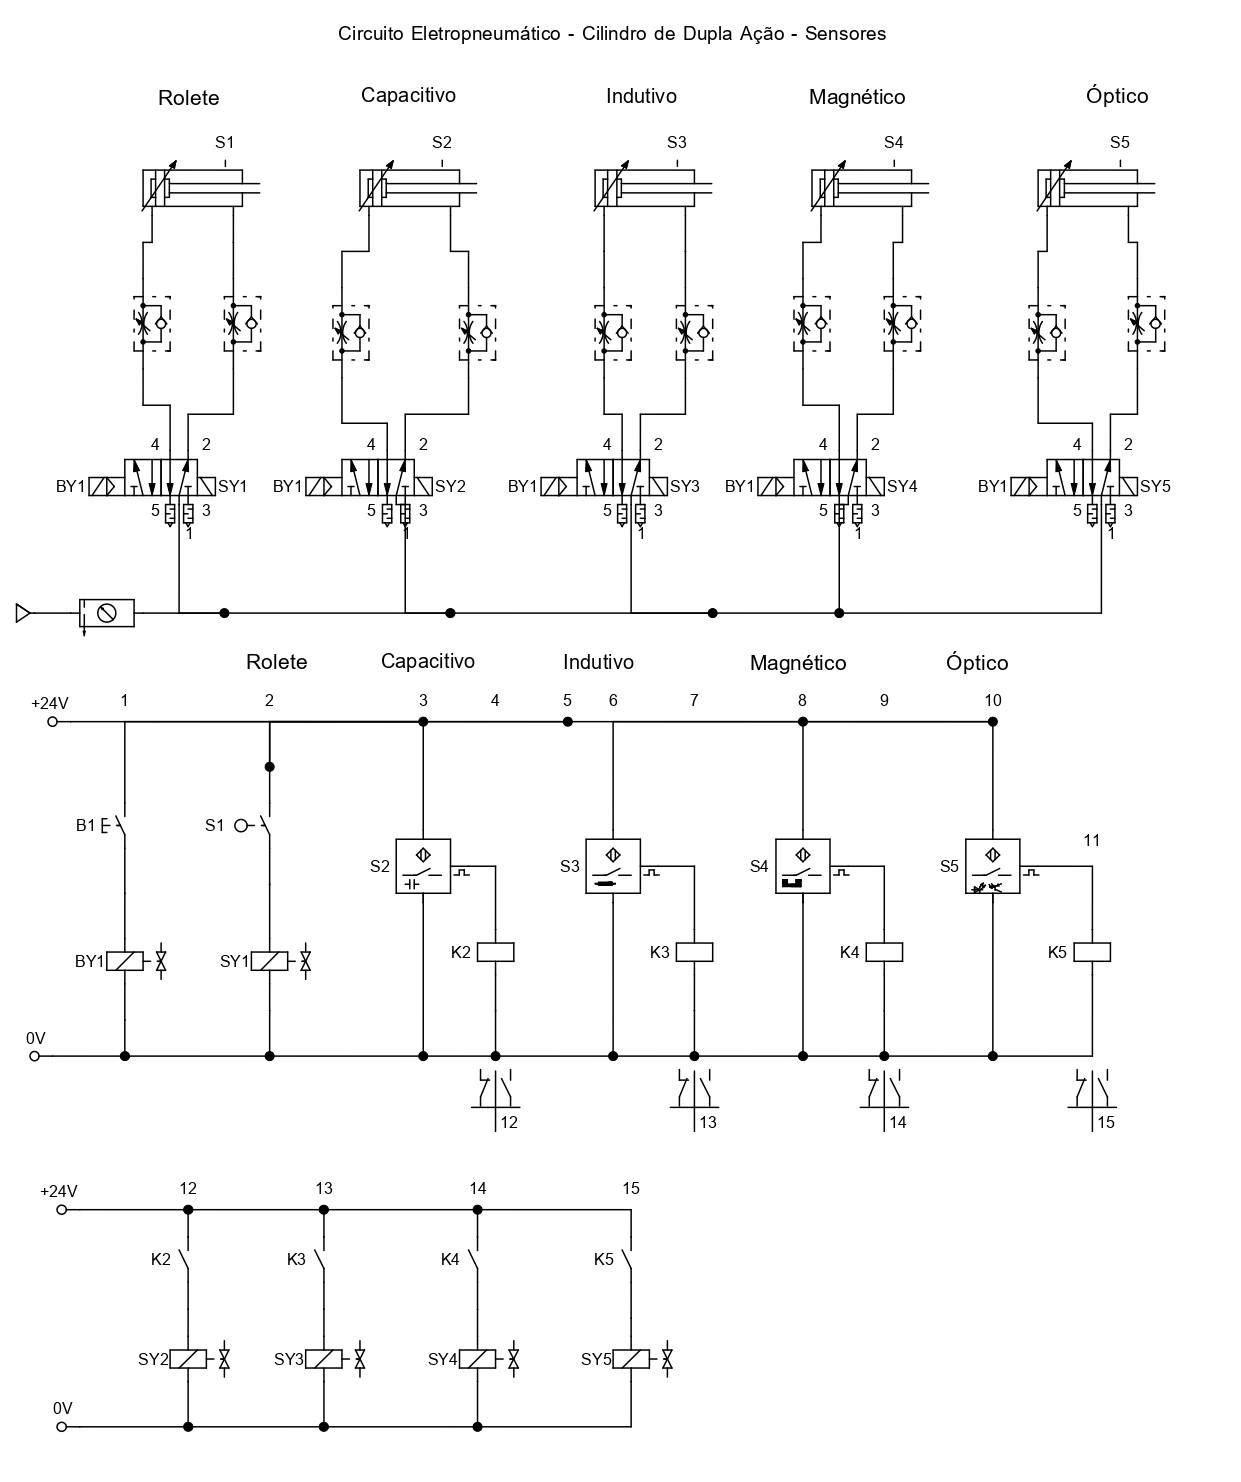 Circuito Eletropneumático - Cilindro de Dupla Ação - Sensores
Rolete Capacitivo Indutivo Magnético Óptico
S1 S2 S3 S4 S5
4 2 4 2 4 2 4 2 4 2
BY1 SY1 BY1 SY2 BY1 SY3 BY1 SY4 BY1 SY5
5 3 5 3 5 3 5 3 5 3
1 1 1 1
Rolete Capacitivo Indutivo Magnético Óptico
+24V 1 2 3 4 5 6 7 8 9 10
B1 S1 11
S2 S3 S4 S5
K2 K3 K4 K5
BY1 SY1
0V
12 13 14 15
+24V 12 13 14 15
K2 K3 K4 K5
SY2 SY3 SY4 SY5
0V